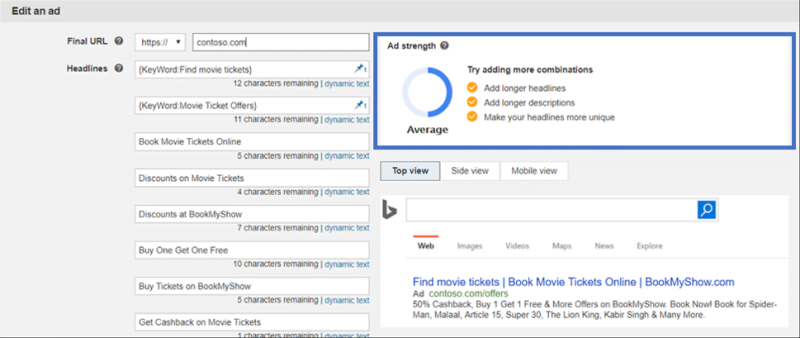 Edit an ad
Final URL
https://
contoso.com
Headlines
{KeyWord:Find movie tickets}
1
12 characters remaining | dynamic text
{KeyWord:Movie Ticket Offers}
1
11 characters remaining | dynamic text
Book Movie Tickets Online
5 characters remaining | dynamic text
Discounts on Movie Tickets
4 characters remaining | dynamic text
Discounts at BookMyShow
7 characters remaining | dynamic text
Buy One Get One Free
10 characters remaining | dynamic text
Buy Tickets on BookMyShow
5 characters remaining | dynamic text
Get Cashback on Movie Tickets
1 characters remaining | dynamic text
Ad strength
Average
Try adding more combinations
Add longer headlines
Add longer descriptions
Make your headlines more unique
Top view Side view Mobile view
Web Images Videos Maps News Explore
Find movie tickets | Book Movie Tickets Online | BookMyShow.com
Ad contoso.com/offers
50% Cashback, Buy 1 Get 1 Free & More Offers on BookMyShow. Book Now! Book for Spider-
Man, Malaal, Article 15, Super 30, The Lion King, Kabir Singh & Many More.